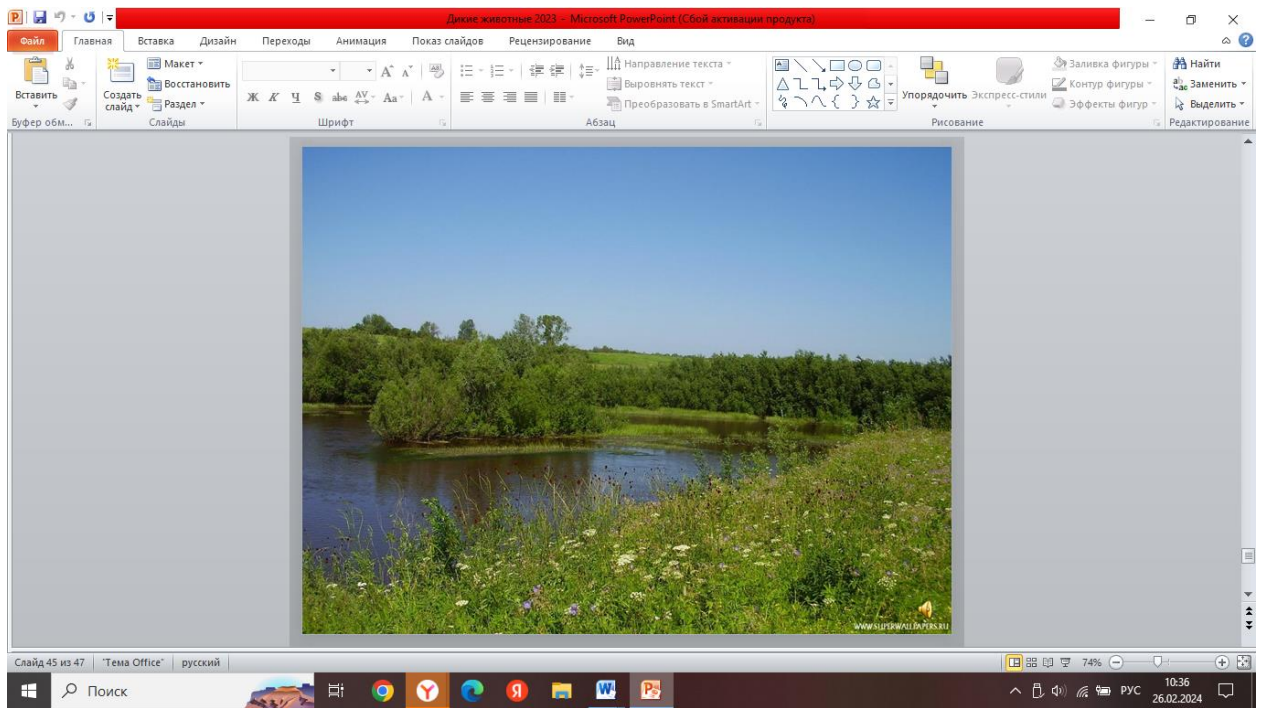 Дикие животные 2023 - Microsoft PowerPoint (Сбой активации продукта)
Файл Главная Вставка Дизайн Переходы Анимация Показ слайдов Рецензирование Вид
Вставить
Буфер обм...
Создать слайд
Макет
Восстановить
Раздел
Слайды
Ж К Ч S abc AV Aa A
Шрифт
Направление текста
Выровнять текст
Преобразовать в SmartArt
Абзац
Упорядочить
Экспресс-стили
Заливка фигуры
Контур фигуры
Эффекты фигур
Рисование
Найти
Заменить
Выделить
Редактирование
WWW.SUPERWALLPAPERS.RU
Слайд 45 из 47 "Тема Office" русский 74%
Поиск
РУС
10:36
26.02.2024